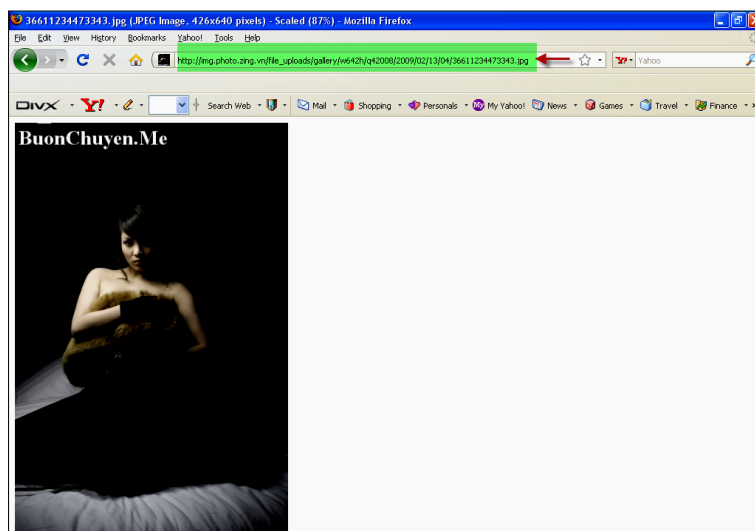 36611234473343.jpg (JPEG Image, 426x640 pixels) - Scaled (87%) - Mozilla Firefox
File Edit View History Bookmarks Yahoo! Tools Help
http://img.photo.zing.vn/file_uploads/gallery/w642h/q42008/2009/02/13/04/36611234473343.jpg Y! Yahoo
DIVX Y! Search Web Mail Shopping Personals My My Yahoo! News Games Travel Finance »
BuonChuyen.Me